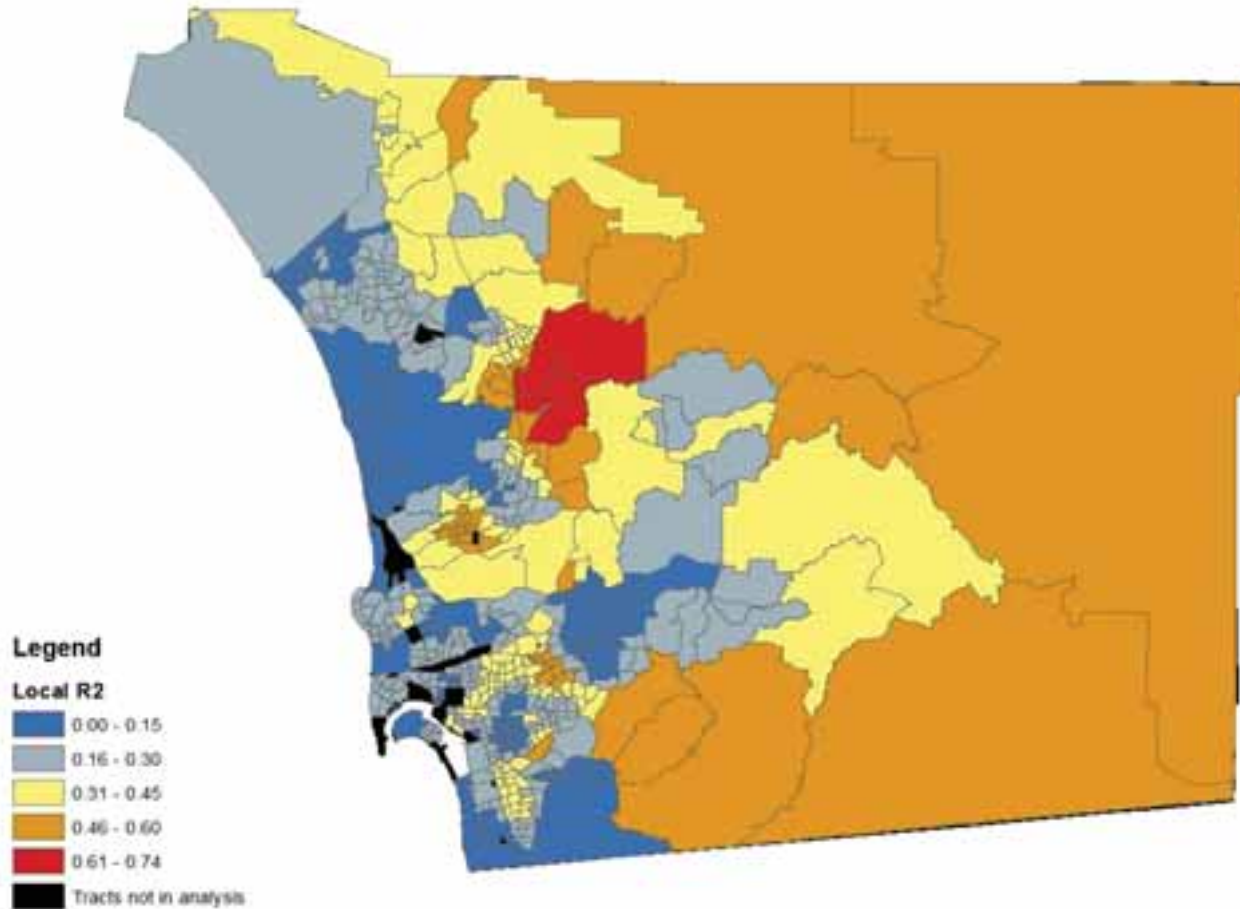 Legend
Local R2
0.00 - 0.15
0.16 - 0.30
0.31 - 0.45
0.46 - 0.60
0.61 - 0.74
Tracts not in analysis